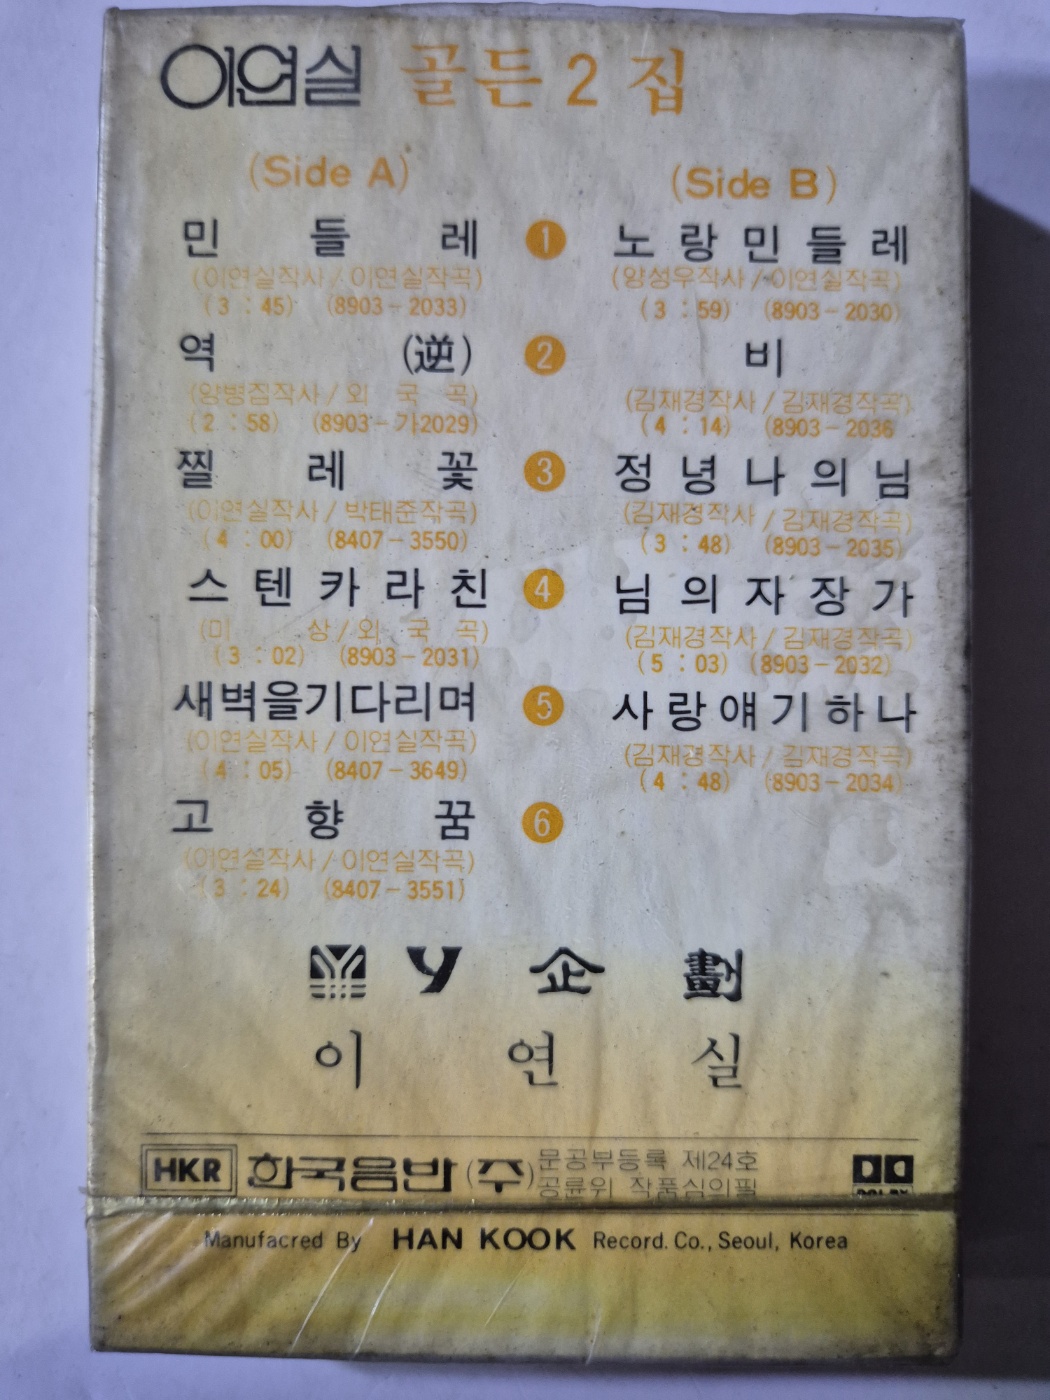 이연실 골든 2 집
(Side A)
(Side B)
민들레 1 노랑민들레
(이연실작사 / 이연실작곡) (양성우작사 / 이연실작곡)
(3 : 45) (8903-2033) (3 : 59) (8903-2030)
역 (逆) 2 비
(양병집작사 / 외국곡) (김재경작사 / 김재경작곡)
(2 : 58) (8903-가2029) (4 : 14) (8903-2036
찔레꽃 3 정녕나의님
(이연실작사 / 박태준작곡) (김재경작사 / 김재경작곡)
(4 : 00) (8407-3550) (3 : 48) (8903-2035)
스텐카라친 4 님의자장가
(미상 / 외국곡) (김재경작사 / 김재경작곡)
(3 : 02) (8903-2031) (5 : 03) (8903-2032)
새벽을기다리며 5 사랑얘기하나
(이연실작사 / 이연실작곡) (김재경작사 / 김재경작곡)
(4 : 05) (8407-3649) (4 : 48) (8903-2034)
고향꿈 6
(이연실작사 / 이연실작곡)
(3 : 24) (8407-3551)
y 企劃
이연실
HKR 한국음반(주) 문공부등록 제24호
공륜위 작품심의필
DOLBY
Manufacred By HAN KOOK Record. Co., Seoul, Korea